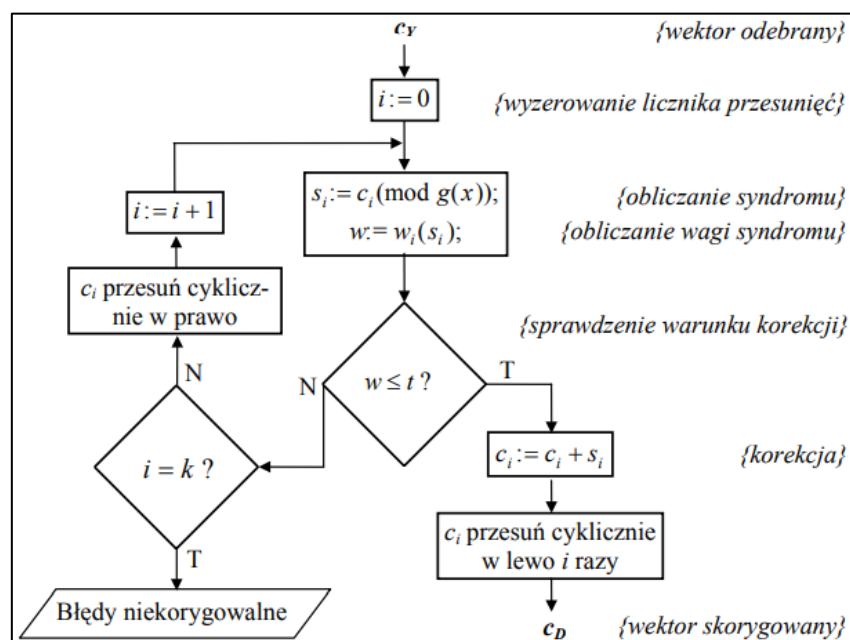 c_Y {wektor odebrany}
i := 0 {wyzerowanie licznika przesunięć}
s_i := c_i (mod g(x)); {obliczanie syndromu}
w := w_i(s_i); {obliczanie wagi syndromu}
i := i + 1
c_i przesuń cyklicz-
nie w prawo
{sprawdzenie warunku korekcji}
w ≤ t ?
N
T
N
i = k ?
c_i := c_i + s_i {korekcja}
c_i przesuń cyklicznie
w lewo i razy
T
Błędy niekorygowalne
c_D {wektor skorygowany}